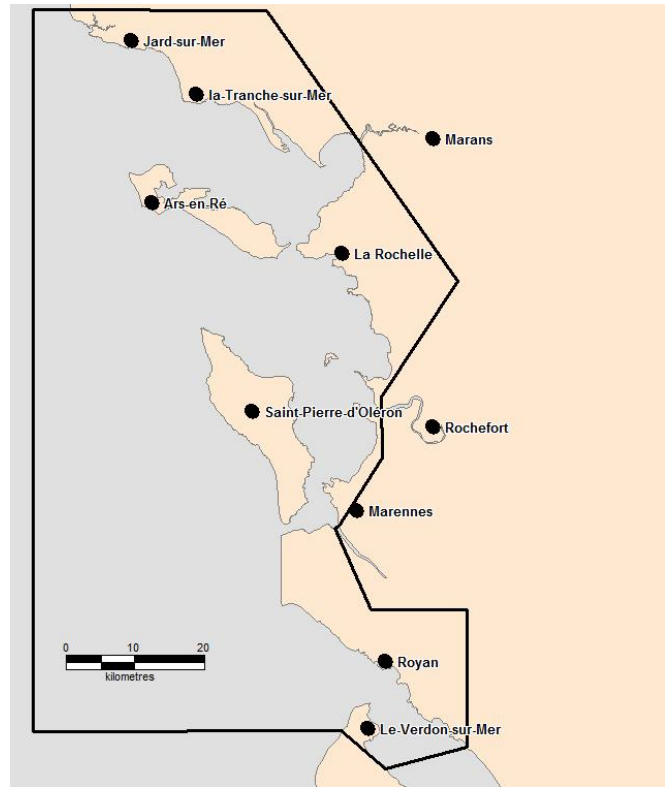 Jard-sur-Mer
la-Tranche-sur-Mer
Marans
Ars-en-Ré
La Rochelle
Saint-Pierre-d'Oléron
Rochefort
Marennes
0 10 20
kilometres
Royan
Le-Verdon-sur-Mer